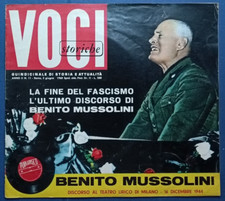 VOCI
storiche
QUINDICINALE DI STORIA E ATTUALITÀ
LA FINE DEL FASCISMO
L'ULTIMO DISCORSO DI
BENITO MUSSOLINI
BENITO MUSSOLINI
DISCORSO AL TEATRO LIRICO DI MILANO - 16 DICEMBRE 1944